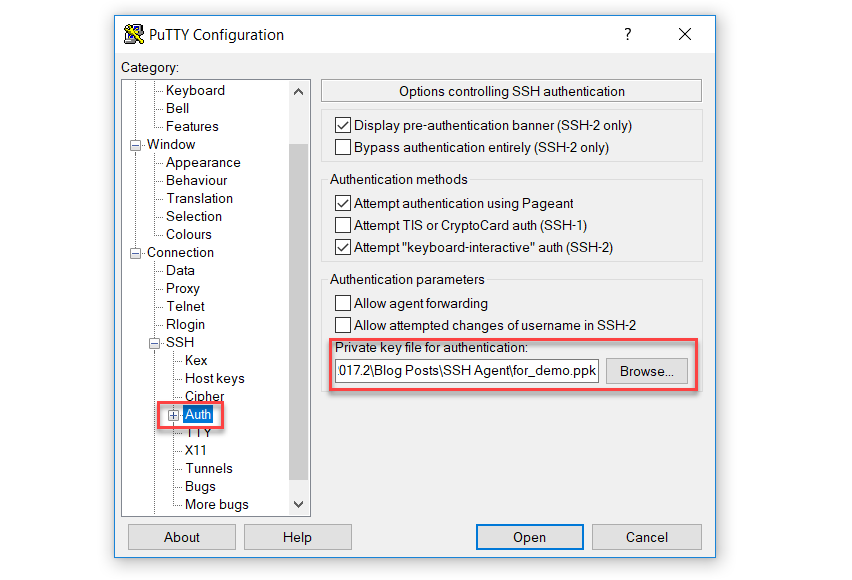 PuTTY Configuration
?
Category:
Keyboard
Bell
Features
Window
Appearance
Behaviour
Translation
Selection
Colours
Connection
Data
Proxy
Telnet
Rlogin
SSH
Kex
Host keys
Cipher
Auth
TTY
X11
Tunnels
Bugs
More bugs
Options controlling SSH authentication
Display pre-authentication banner (SSH-2 only)
Bypass authentication entirely (SSH-2 only)
Authentication methods
Attempt authentication using Pageant
Attempt TIS or CryptoCard auth (SSH-1)
Attempt "keyboard-interactive" auth (SSH-2)
Authentication parameters
Allow agent forwarding
Allow attempted changes of username in SSH-2
Private key file for authentication:
017.2\Blog Posts\SSH Agent\for_demo.ppk
Browse...
About
Help
Open
Cancel